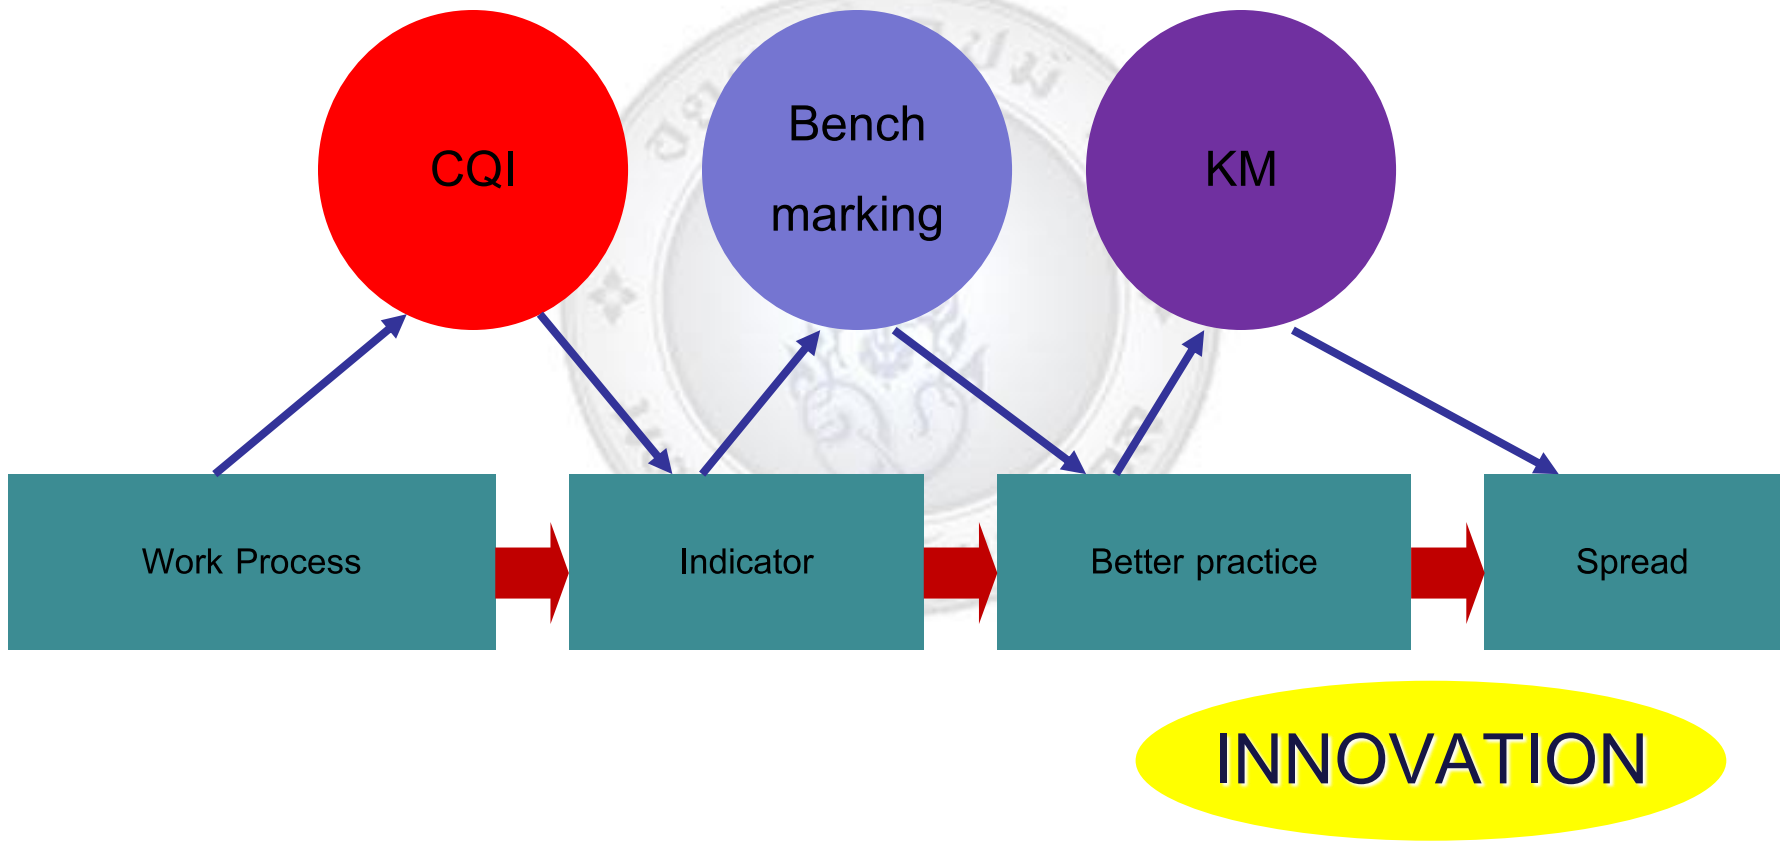 CQI
Bench
marking
KM
Work Process
Indicator
Better practice
Spread
INNOVATION